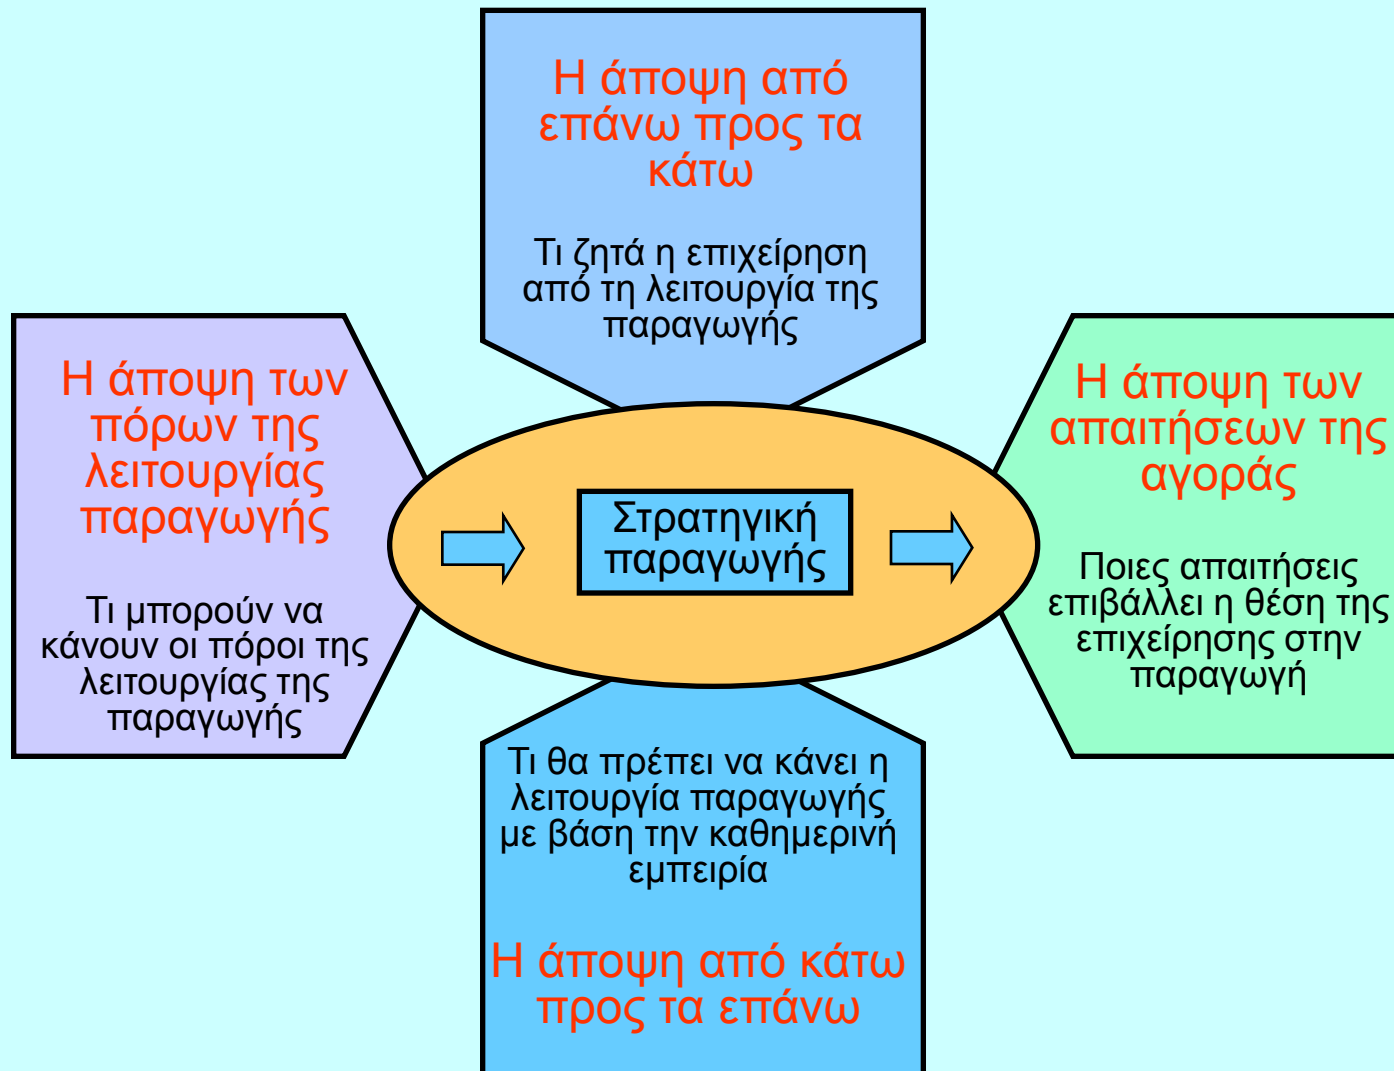 Η άποψη από
επάνω προς τα
κάτω
Τι ζητά η επιχείρηση
από τη λειτουργία της
παραγωγής
Η άποψη των
πόρων της
λειτουργίας
παραγωγής
Τι μπορούν να
κάνουν οι πόροι της
λειτουργίας της
παραγωγής
Στρατηγική
παραγωγής
Η άποψη των
απαιτήσεων της
αγοράς
Ποιες απαιτήσεις
επιβάλλει η θέση της
επιχείρησης στην
παραγωγή
Τι θα πρέπει να κάνει η
λειτουργία παραγωγής
με βάση την καθημερινή
εμπειρία
Η άποψη από κάτω
προς τα επάνω